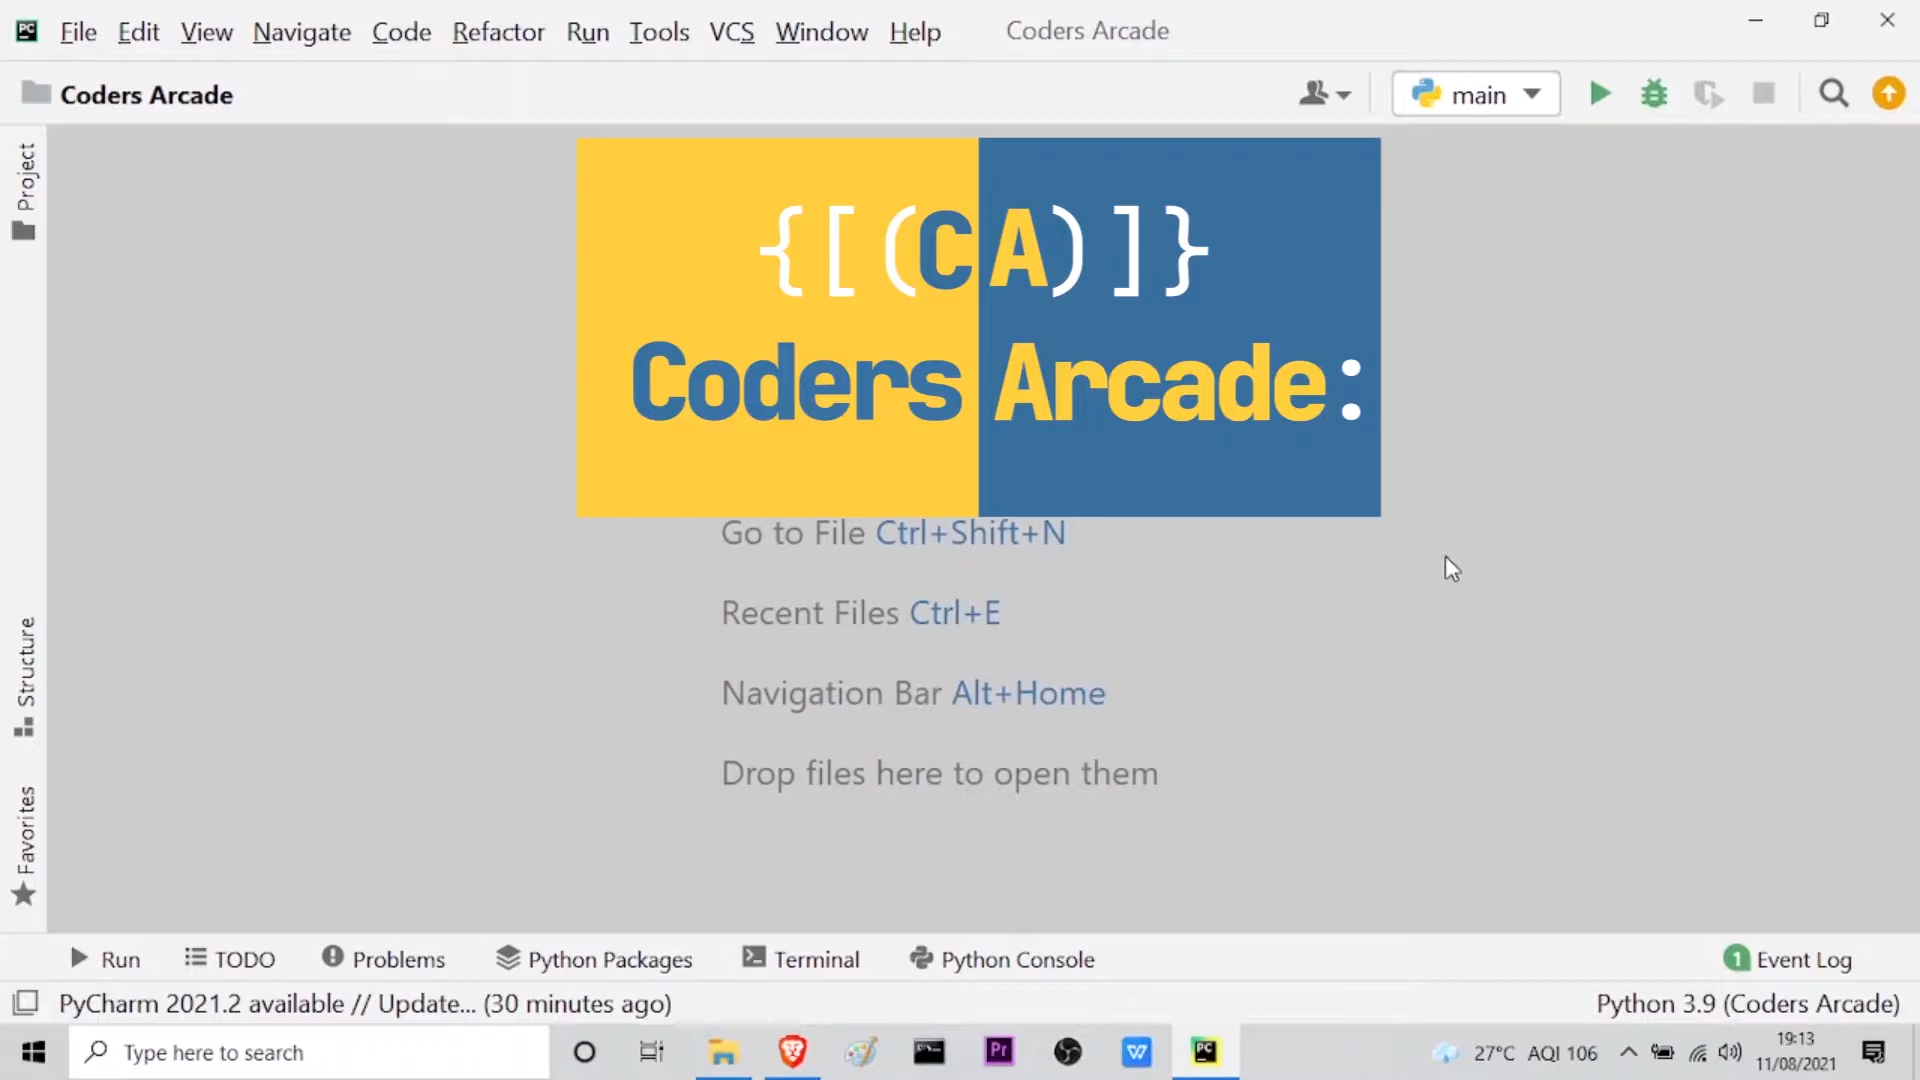 File Edit View Navigate Code Refactor Run Tools VCS Window Help Coders Arcade
Coders Arcade main
Project
{[(CA)]}
Coders Arcade:
Go to File Ctrl+Shift+N
Recent Files Ctrl+E
Navigation Bar Alt+Home
Drop files here to open them
Structure
Favorites
Run TODO Problems Python Packages Terminal Python Console 1 Event Log
PyCharm 2021.2 available // Update... (30 minutes ago) Python 3.9 (Coders Arcade)
Type here to search Pr W PC 27°C AQI 106 19:13
11/08/2021